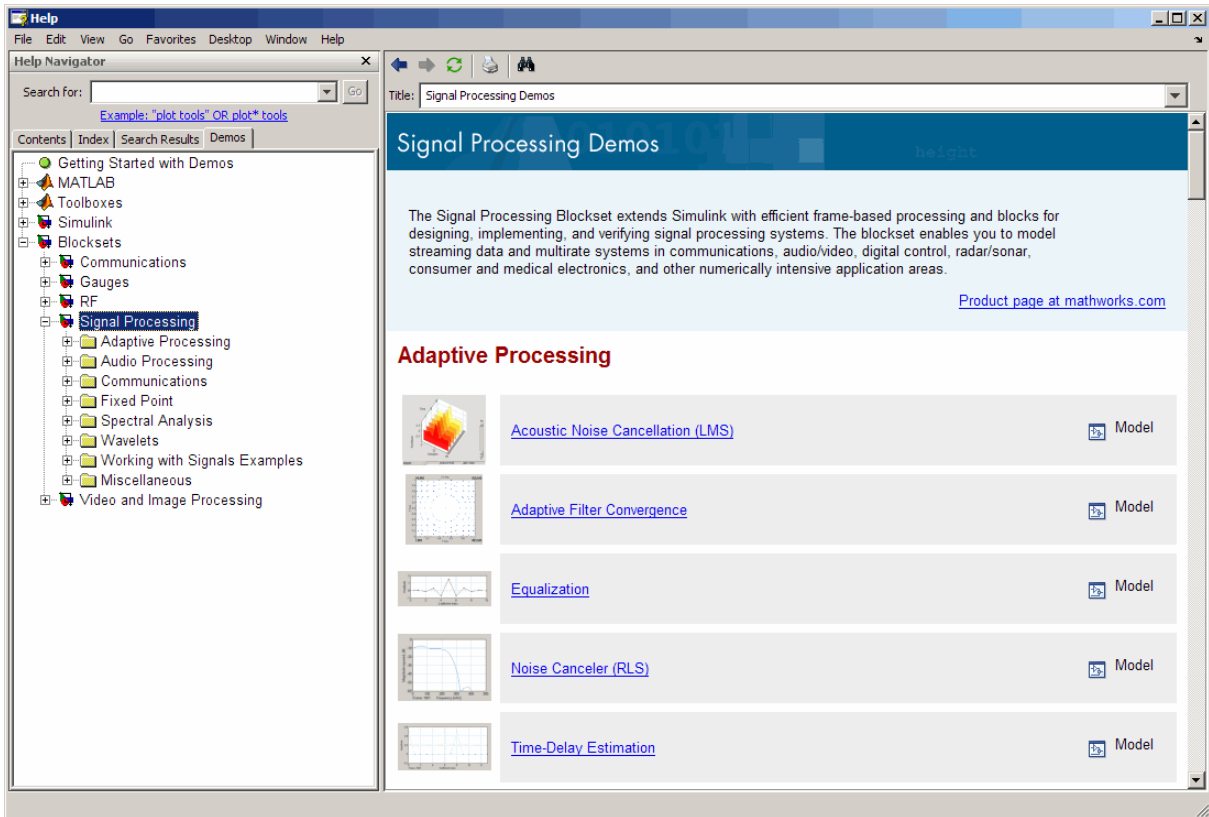 Help
File Edit View Go Favorites Desktop Window Help
Help Navigator
Search for:
Go
Example: "plot tools" OR plot* tools
Contents Index Search Results Demos
Getting Started with Demos
MATLAB
Toolboxes
Simulink
Blocksets
Communications
Gauges
RF
Signal Processing
Adaptive Processing
Audio Processing
Communications
Fixed Point
Spectral Analysis
Wavelets
Working with Signals Examples
Miscellaneous
Video and Image Processing
Title: Signal Processing Demos
Signal Processing Demos
height
The Signal Processing Blockset extends Simulink with efficient frame-based processing and blocks for
designing, implementing, and verifying signal processing systems. The blockset enables you to model
streaming data and multirate systems in communications, audio/video, digital control, radar/sonar,
consumer and medical electronics, and other numerically intensive application areas.
Product page at mathworks.com
Adaptive Processing
Acoustic Noise Cancellation (LMS) Model
Adaptive Filter Convergence Model
Equalization Model
Noise Canceler (RLS) Model
Time-Delay Estimation Model